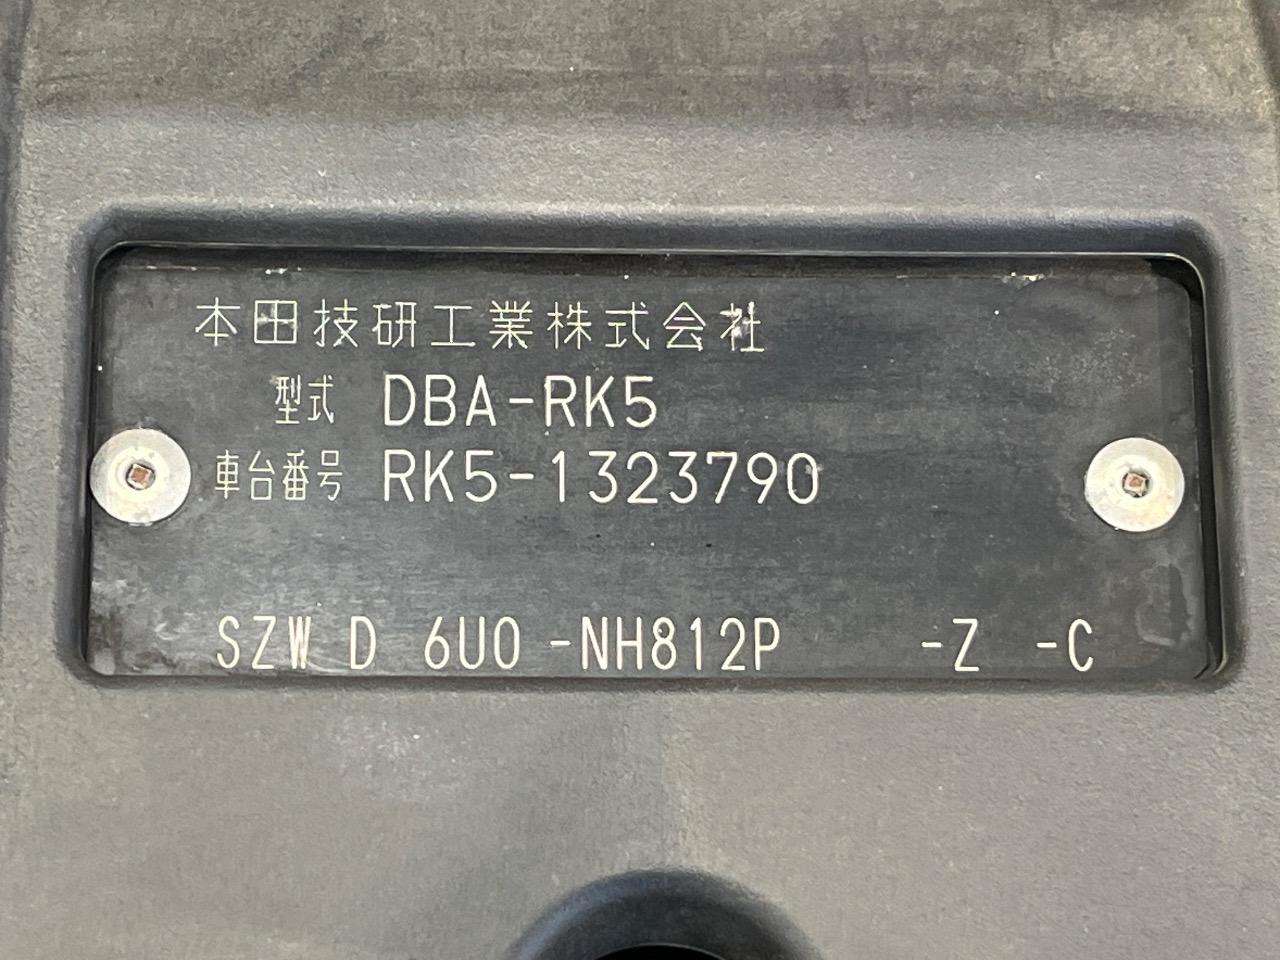 本田技研工業株式会社
型式 DBA-RK5
車台番号 RK5-1323790
SZW D 6U0 -NH812P -Z -C